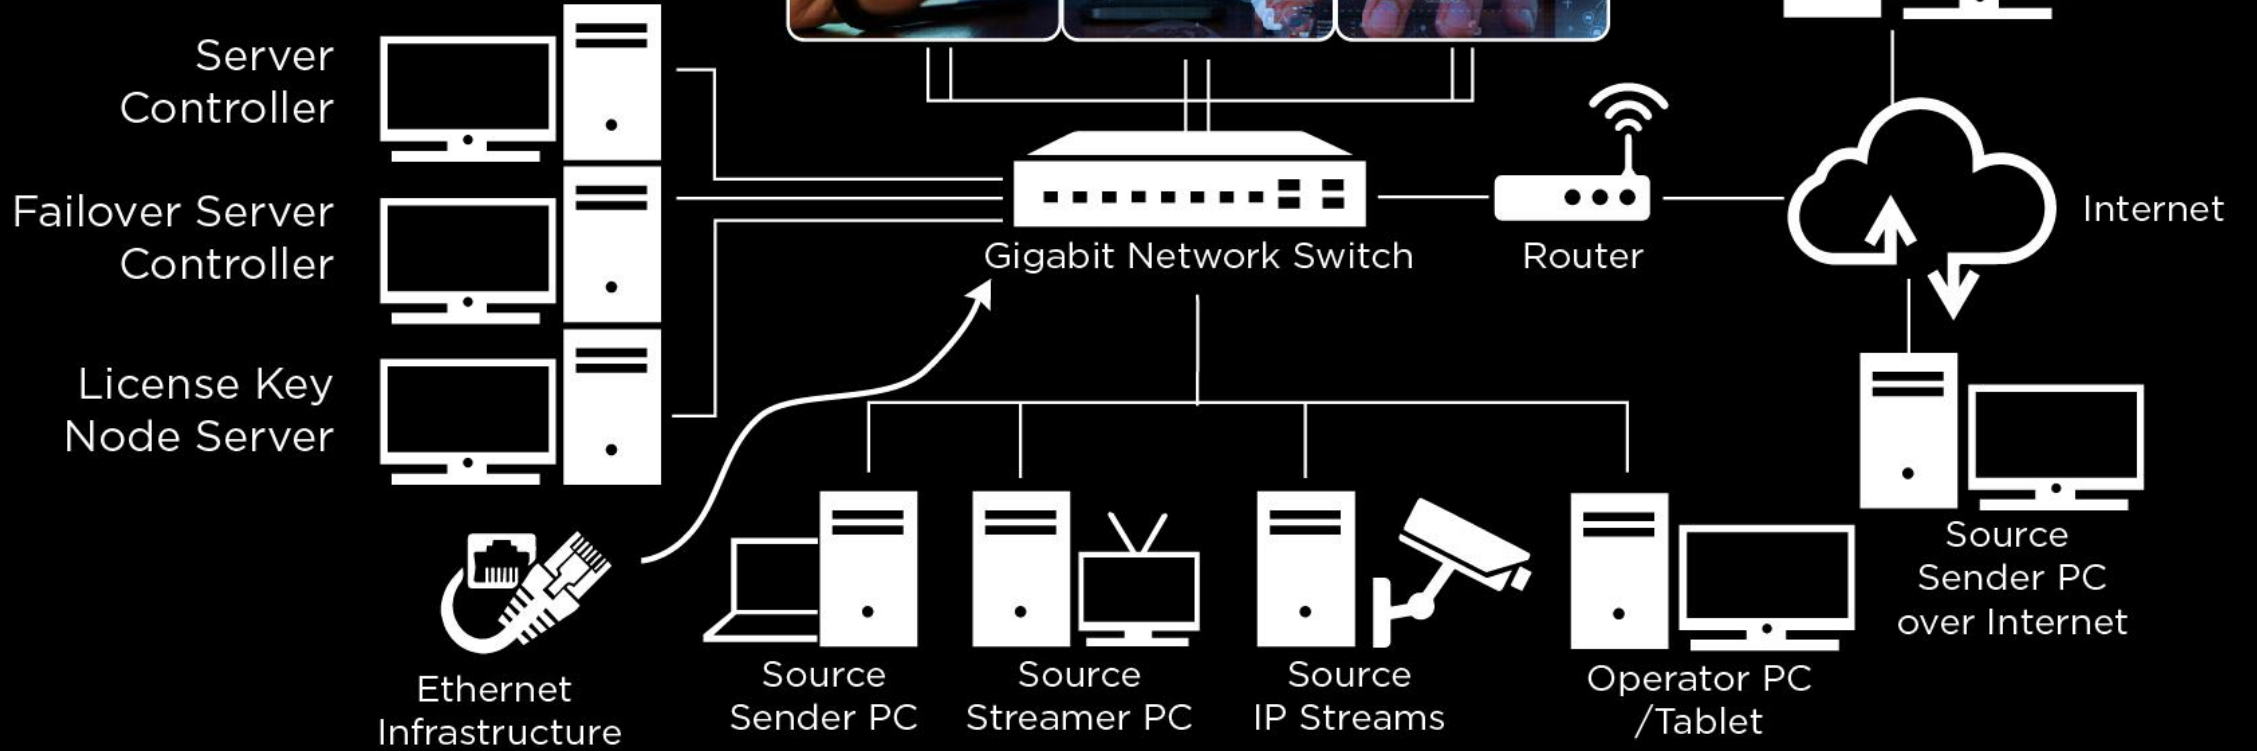 Server
Controller
Failover Server
Controller
License Key
Node Server
Gigabit Network Switch
Router
Internet
Ethernet
Infrastructure
Source
Sender PC
Source
Streamer PC
Source
IP Streams
Operator PC
/Tablet
Source
Sender PC
over Internet